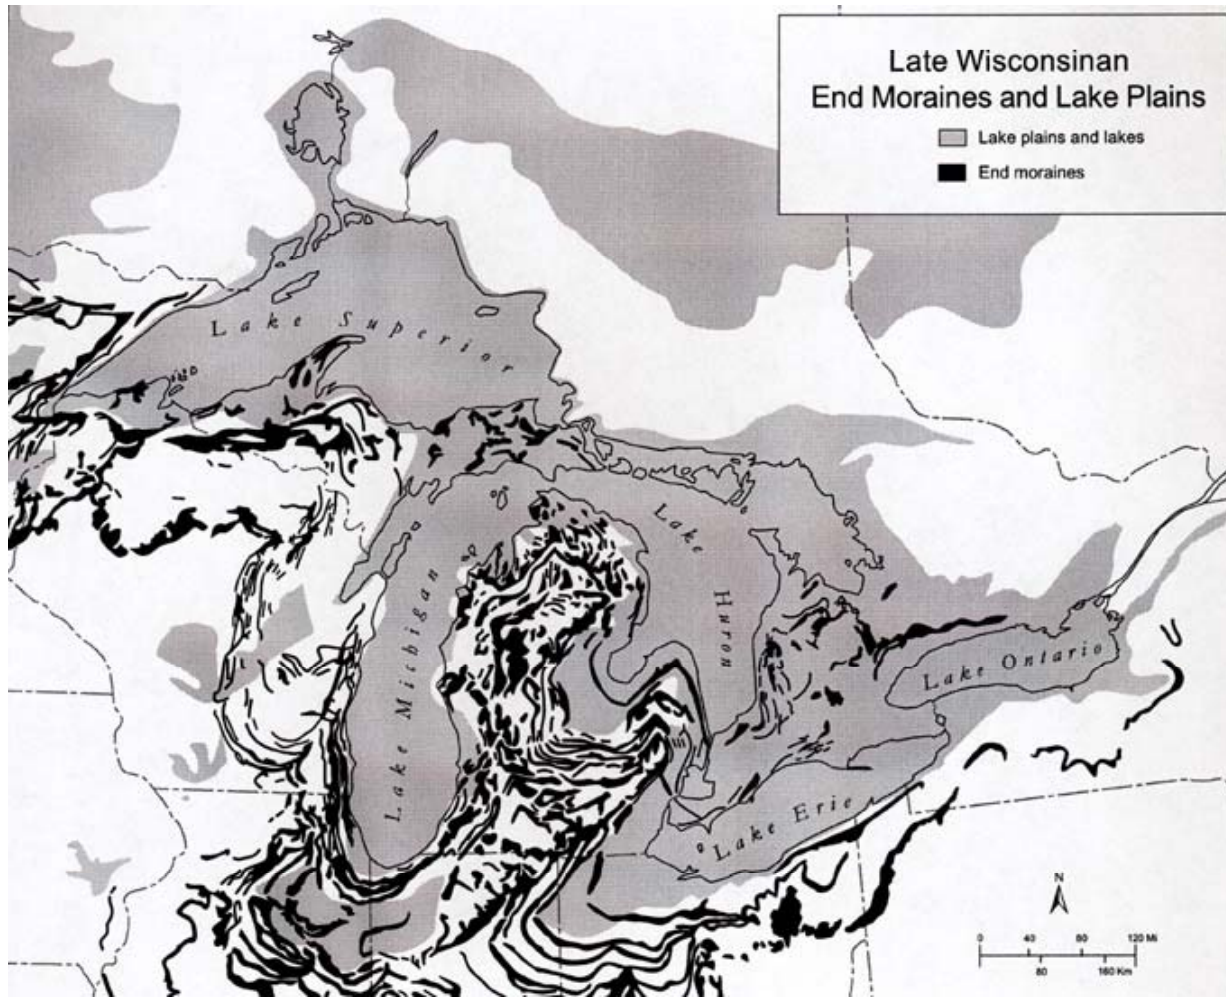 Late Wisconsinan
End Moraines and Lake Plains
Lake plains and lakes
End moraines
Lake Superior
Lake
Huron
Lake Michigan
Lake Ontario
Lake Erie
N
0 40 80 120 Mi
80 160 Km